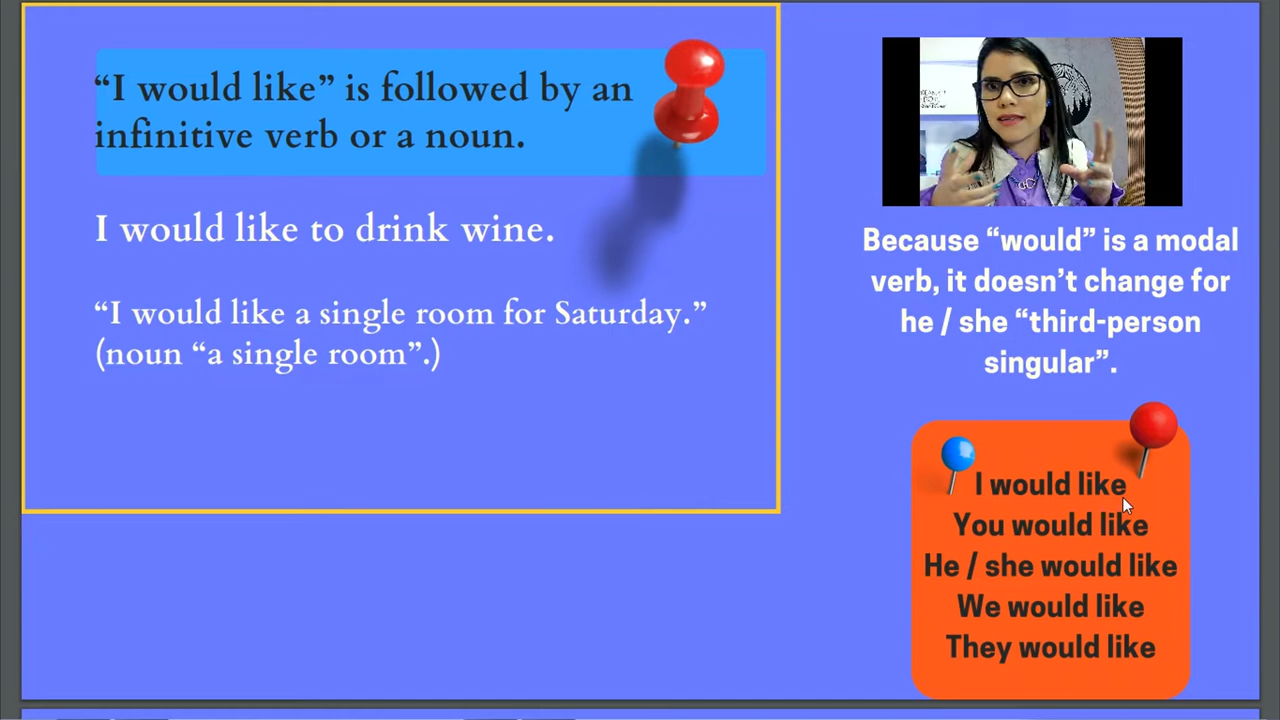 “I would like” is followed by an
infinitive verb or a noun.
I would like to drink wine.
“I would like a single room for Saturday.”
(noun “a single room”.)
Because “would” is a modal
verb, it doesn’t change for
he / she “third-person
singular”.
I would like
You would like
He / she would like
We would like
They would like